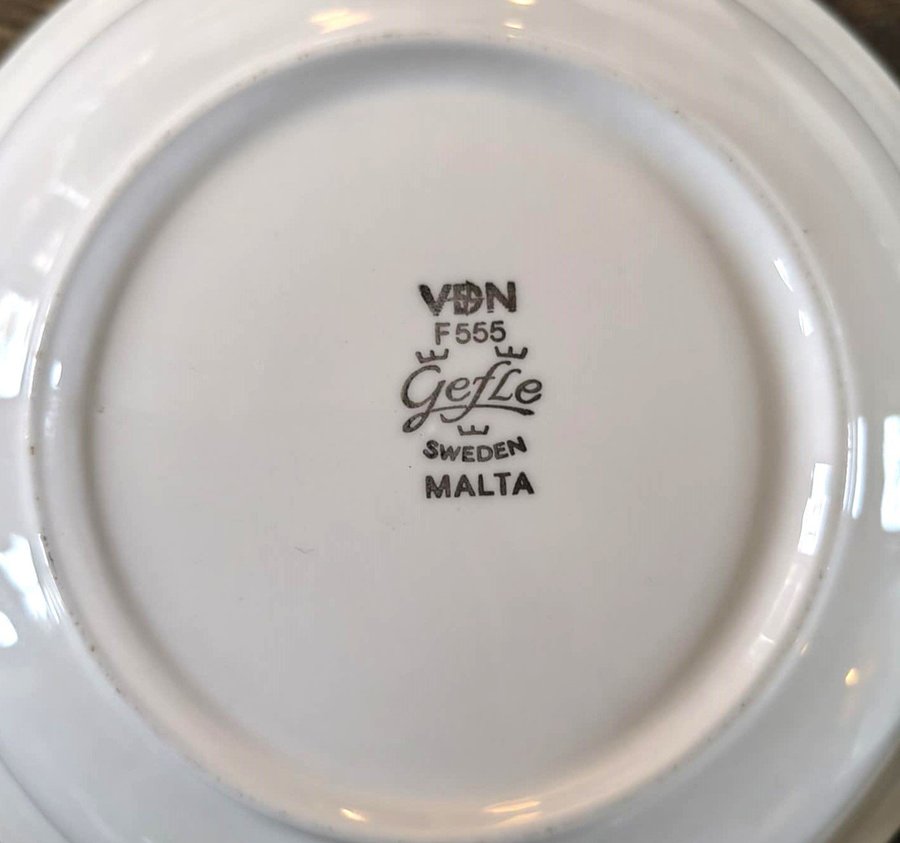 VDN
F555
Gefle
SWEDEN
MALTA